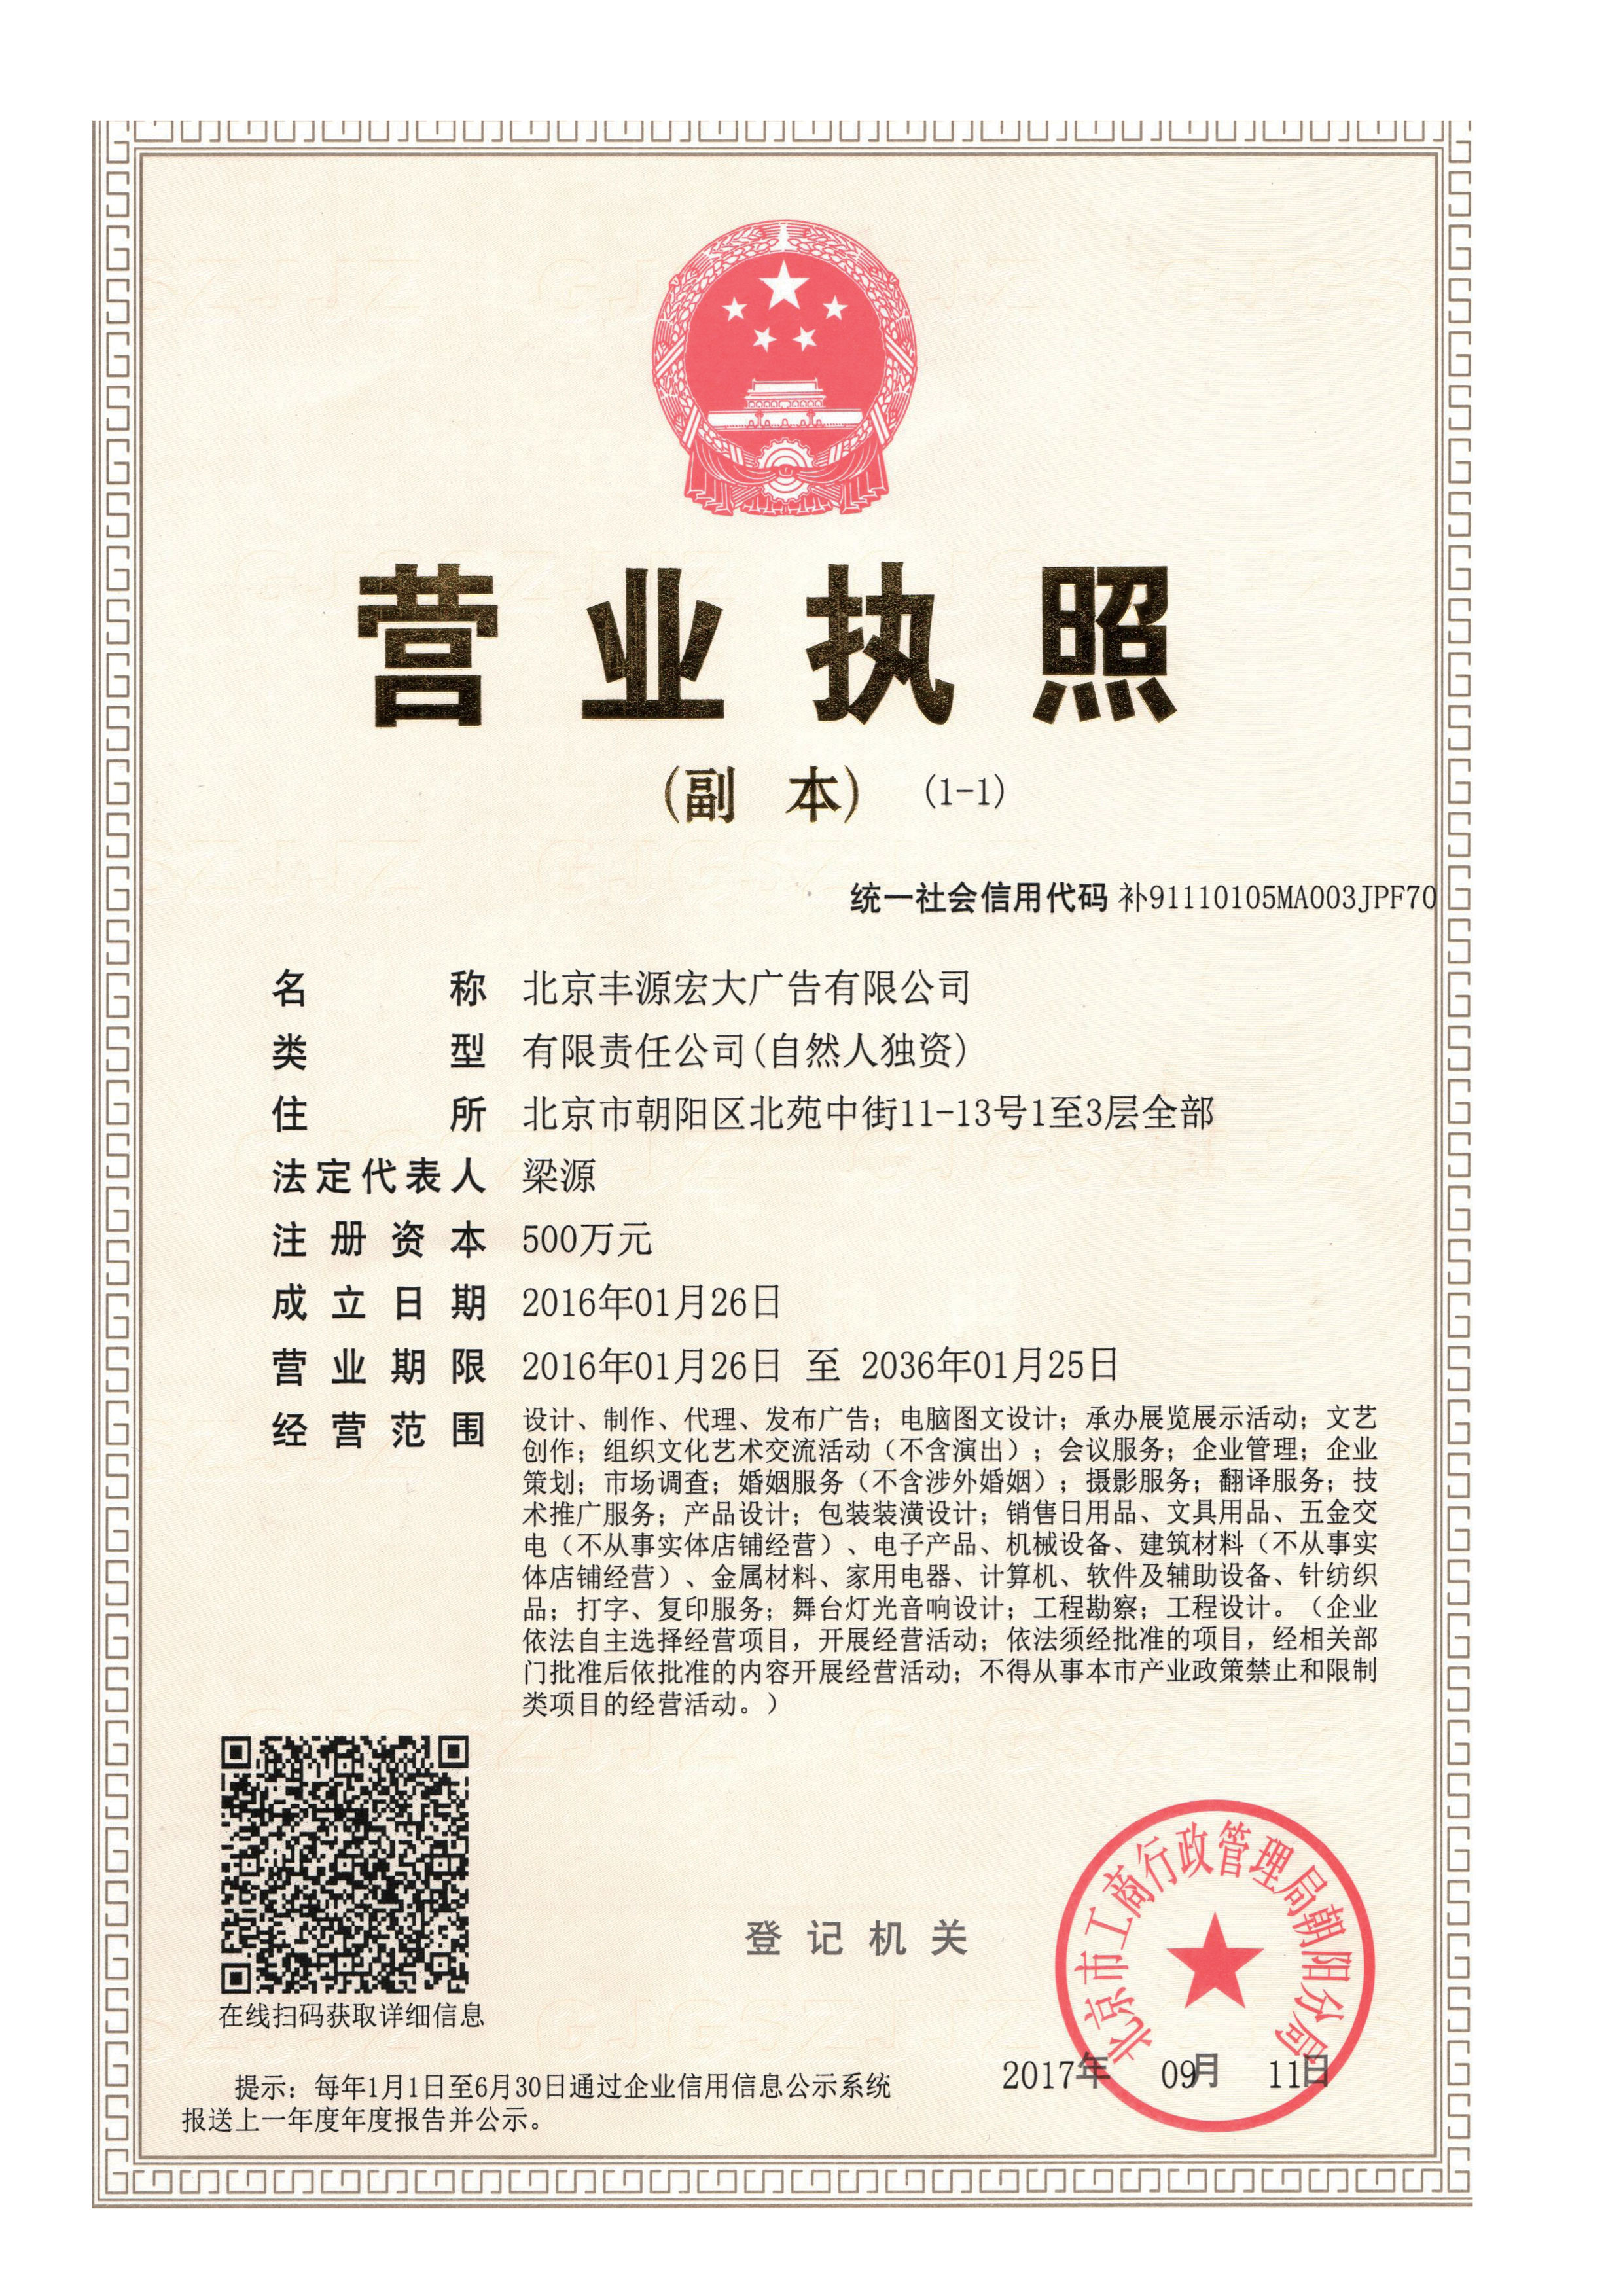 营业执照
(副 本) (1-1)
统一社会信用代码 补91110105MA003JPF70
名称 北京丰源宏大广告有限公司
类型 有限责任公司(自然人独资)
住所 北京市朝阳区北苑中街11-13号1至3层全部
法定代表人 梁源
注册资本 500万元
成立日期 2016年01月26日
营业期限 2016年01月26日 至 2036年01月25日
经营范围 设计、制作、代理、发布广告；电脑图文设计；承办展览展示活动；文艺
创作；组织文化艺术交流活动（不含演出）；会议服务；企业管理；企业
策划；市场调查；婚姻服务（不含涉外婚姻）；摄影服务；翻译服务；技
术推广服务；产品设计；包装装潢设计；销售日用品、文具用品、五金交
电（不从事实体店铺经营）、电子产品、机械设备、建筑材料（不从事实
体店铺经营）、金属材料、家用电器、计算机、软件及辅助设备、针纺织
品；打字、复印服务；舞台灯光音响设计；工程勘察；工程设计。（企业
依法自主选择经营项目，开展经营活动；依法须经批准的项目，经相关部
门批准后依批准的内容开展经营活动；不得从事本市产业政策禁止和限制
类项目的经营活动。）
在线扫码获取详细信息
登记机关
北京市工商行政管理局朝阳分局
2017年 09月 11日
提示：每年1月1日至6月30日通过企业信用信息公示系统
报送上一年度年度报告并公示。